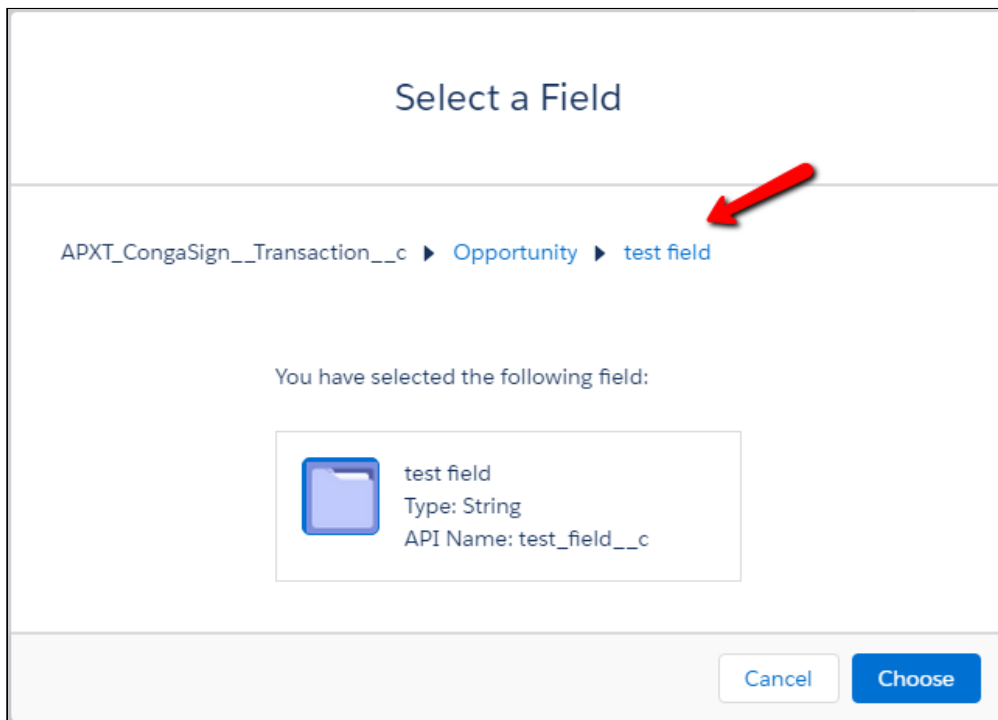 Select a Field
APXT_CongaSign__Transaction__c ▶ Opportunity ▶ test field
You have selected the following field:
test field
Type: String
API Name: test_field__c
Cancel Choose